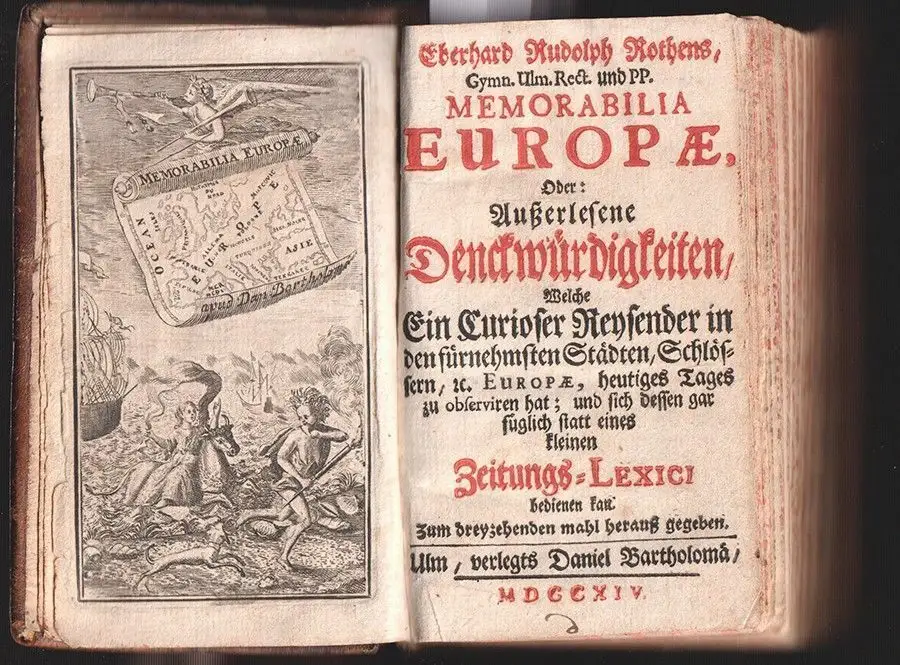 MEMORABILIA EUROPÆ
OCEAN
EUROPE
ASIE
apud Dan Bartholome
Eberhard Rudolph Rothens,
Gymn. Ulm. Rect. und PP.
MEMORABILIA
EUROPÆ,
Oder:
Außerlesene
Denckwürdigkeiten/
Welche
Ein Curioser Reysender in
den fürnehmsten Städten/Schlös-
sern/ ꝛc. EUROPÆ, heutiges Tages
zu observiren hat; und sich dessen gar
füglich statt eines
kleinen
Zeitungs-LEXICI
bedienen kan.
zum dreyzehenden mahl herauß gegeben.
Ulm, verlegts Daniel Bartholomä/
MDCCXIV.